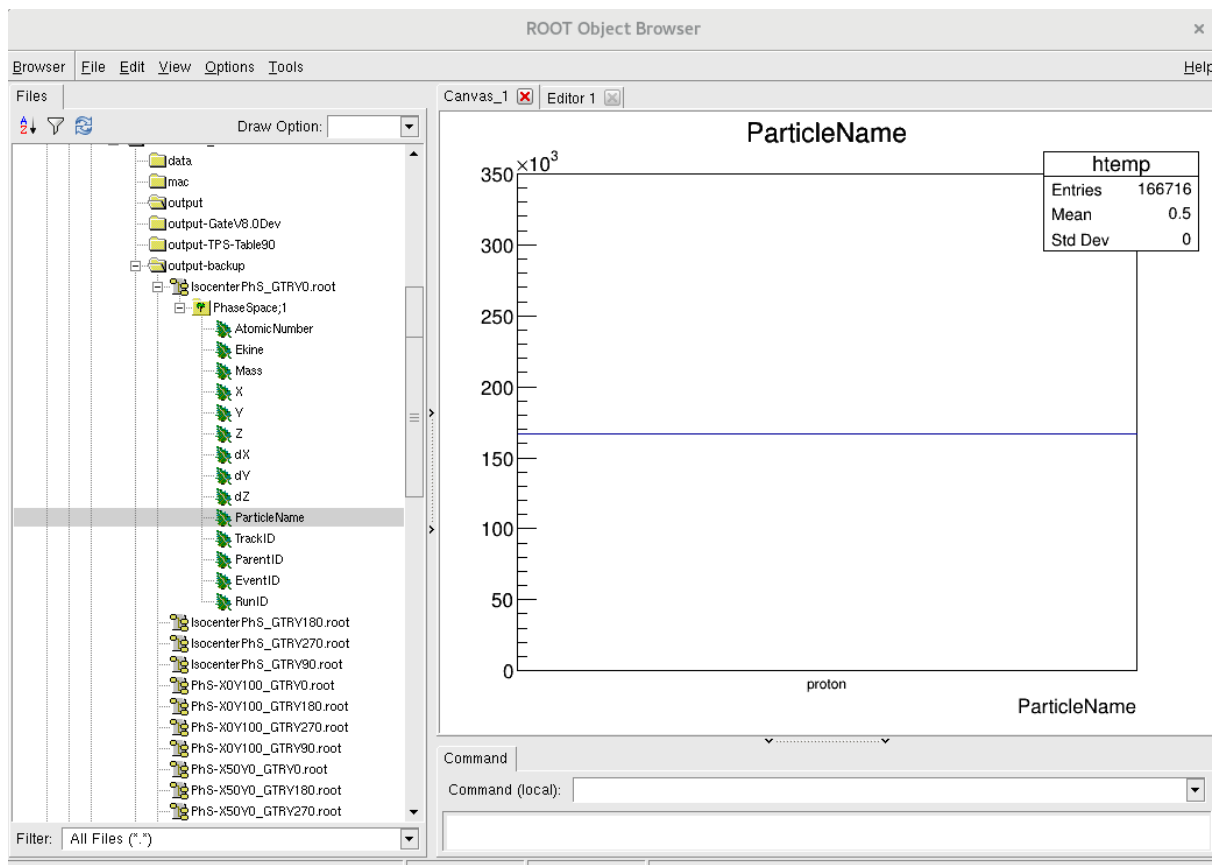 ROOT Object Browser
Browser File Edit View Options Tools Help
Files
Draw Option:
data
mac
output
output-GateV8.0Dev
output-TPS-Table90
output-backup
IsocenterPhS_GTRY0.root
PhaseSpace;1
AtomicNumber
Ekine
Mass
X
Y
Z
dX
dY
dZ
ParticleName
TrackID
ParentID
EventID
RunID
IsocenterPhS_GTRY180.root
IsocenterPhS_GTRY270.root
IsocenterPhS_GTRY90.root
PhS-X0Y100_GTRY0.root
PhS-X0Y100_GTRY180.root
PhS-X0Y100_GTRY270.root
PhS-X0Y100_GTRY90.root
PhS-X50Y0_GTRY0.root
PhS-X50Y0_GTRY180.root
PhS-X50Y0_GTRY270.root
Filter: All Files (*.*)
Canvas_1 Editor 1
ParticleName
×10³
350
300
250
200
150
100
50
0
htemp
Entries 166716
Mean 0.5
Std Dev 0
proton
ParticleName
Command
Command (local):